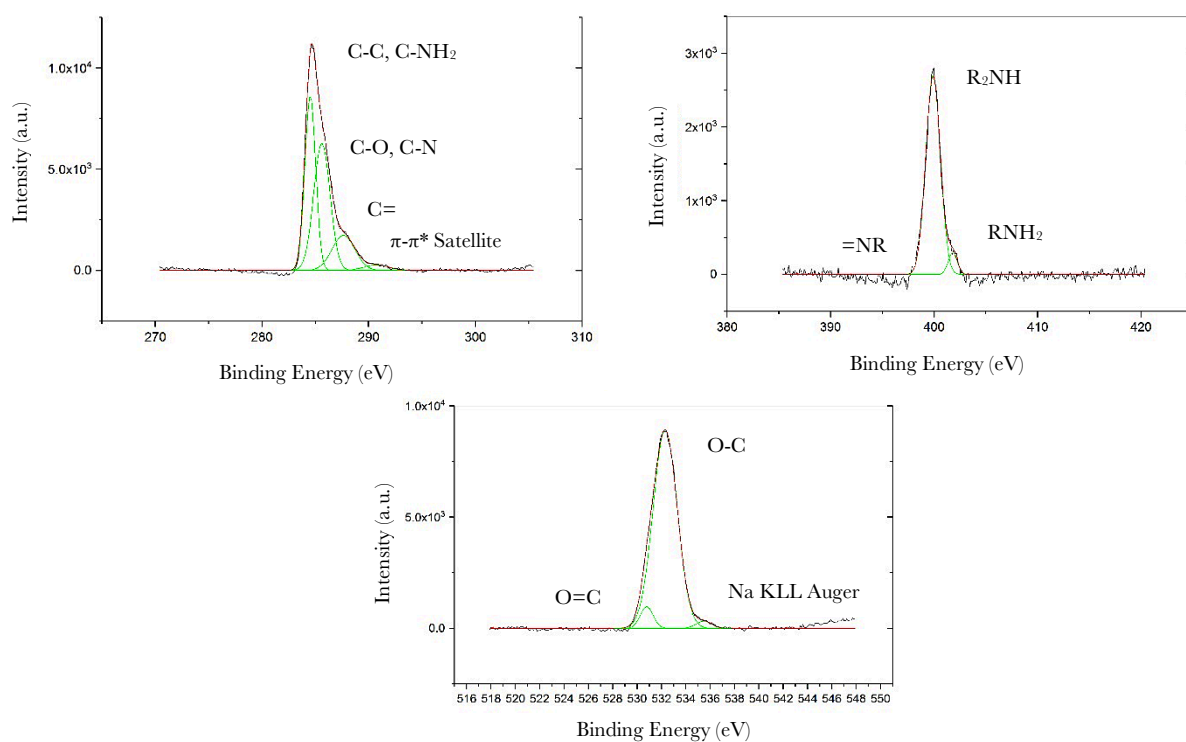 C-C, C-NH₂
C-O, C-N
C=
π-π* Satellite
1.0x10⁴
5.0x10³
0.0
Intensity (a.u.)
270 280 290 300 310
Binding Energy (eV)
R₂NH
=NR
RNH₂
3x10³
2x10³
1x10³
0
Intensity (a.u.)
380 390 400 410 420
Binding Energy (eV)
O-C
O=C
Na KLL Auger
1.0x10⁴
5.0x10³
0.0
Intensity (a.u.)
516 518 520 522 524 526 528 530 532 534 536 538 540 542 544 546 548 550
Binding Energy (eV)